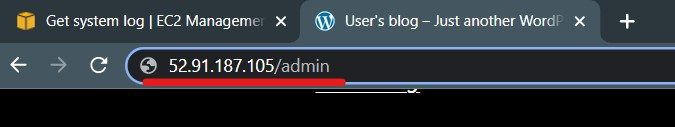 Get system log | EC2 Managemen
User's blog – Just another WordP
52.91.187.105/admin